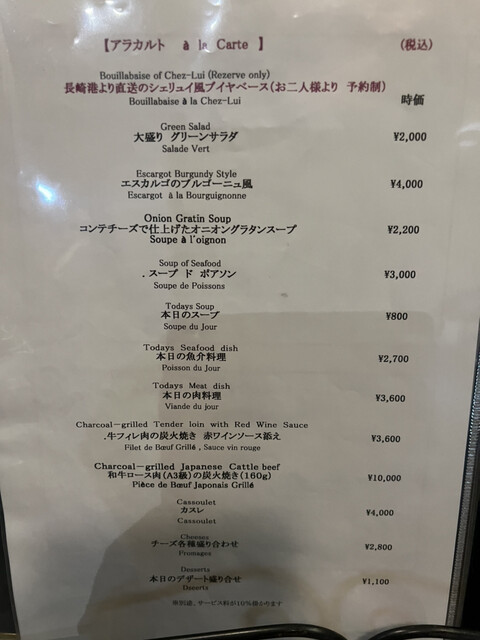 【アラカルト à la Carte 】 (税込)
Bouillabaise of Chez-Lui (Rezerve only)
長崎港より直送のシェリュイ風ブイヤベース(お二人様より 予約制) 時価
Bouillabaise à la Chez-Lui
Green Salad
大盛り グリーンサラダ ¥2,000
Salade Vert
Escargot Burgundy Style
エスカルゴのブルゴーニュ風 ¥4,000
Escargot à la Bourguignonne
Onion Gratin Soup
コンテチーズで仕上げたオニオングラタンスープ ¥2,200
Soupe à l'oignon
Soup of Seafood
.スープ ド ポアソン ¥3,000
Soupe de Poissons
Todays Soup
本日のスープ ¥800
Soupe du Jour
Todays Seafood dish
本日の魚介料理 ¥2,700
Poisson du Jour
Todays Meat dish
本日の肉料理 ¥3,600
Viande du jour
Charcoal-grilled Tender loin with Red Wine Sauce
.牛フィレ肉の炭火焼き 赤ワインソース添え ¥3,600
Filet de Bœuf Grillé , Sauce vin rouge
Charcoal-grilled Japanese Cattle beef
和牛ロース肉(A3級)の炭火焼き(160g) ¥10,000
Pièce de Bœuf Japonais Grillé
Cassoulet
カスレ ¥4,000
Cassoulet
Cheeses
チーズ各種盛り合わせ ¥2,800
Fromages
Desserts
本日のデザート盛り合せ ¥1,100
Desserts
※別途、サービス料が10%掛かります